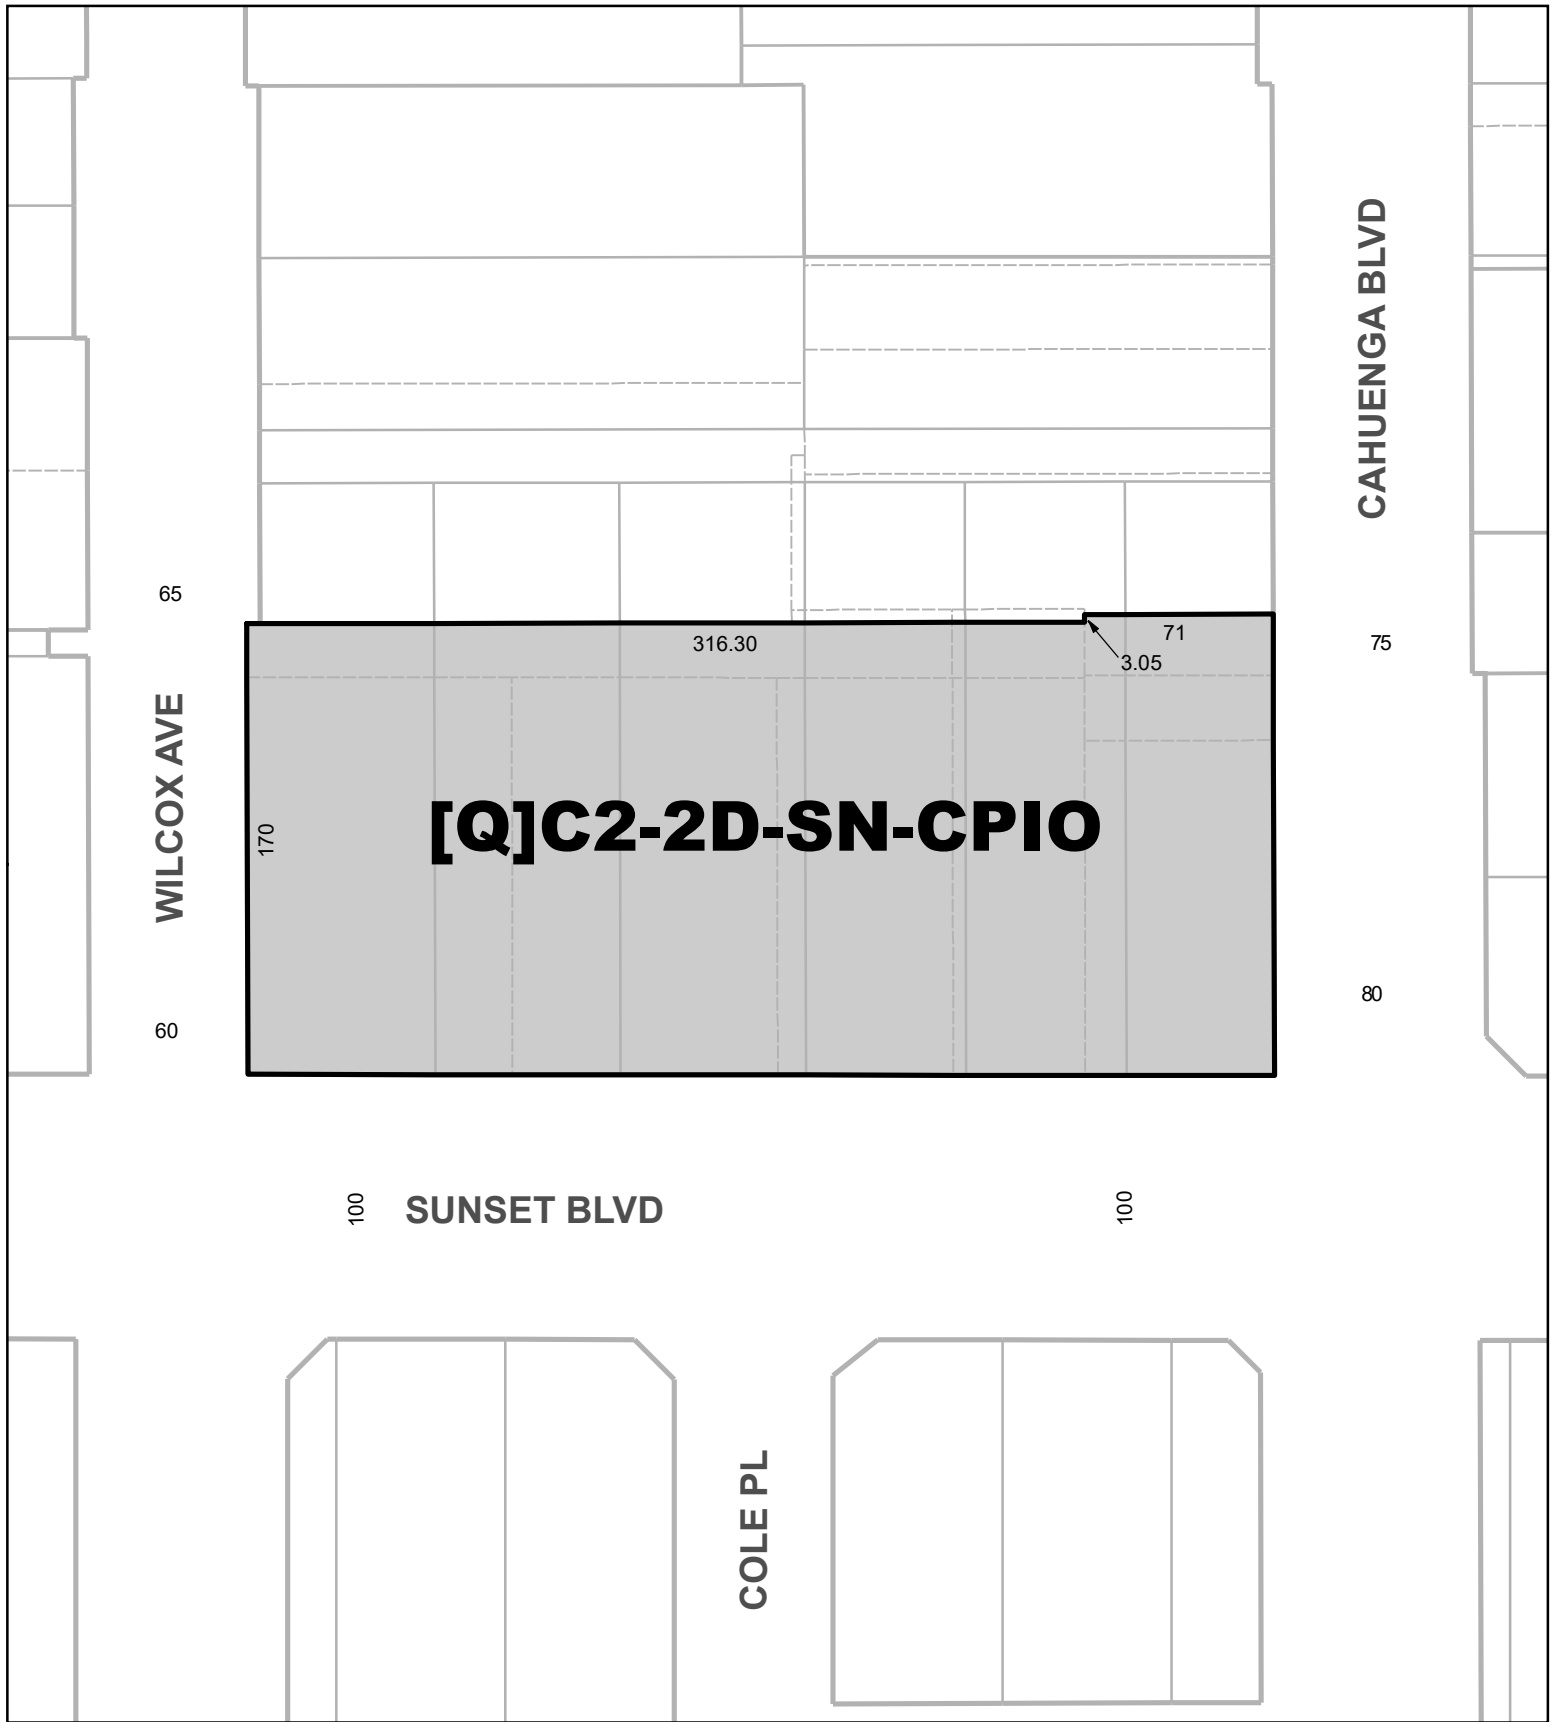 CAHUENGA BLVD
65
316.30
71
75
3.05
WILCOX AVE
170
[Q]C2-2D-SN-CPIO
80
60
100
SUNSET BLVD
100
COLE PL